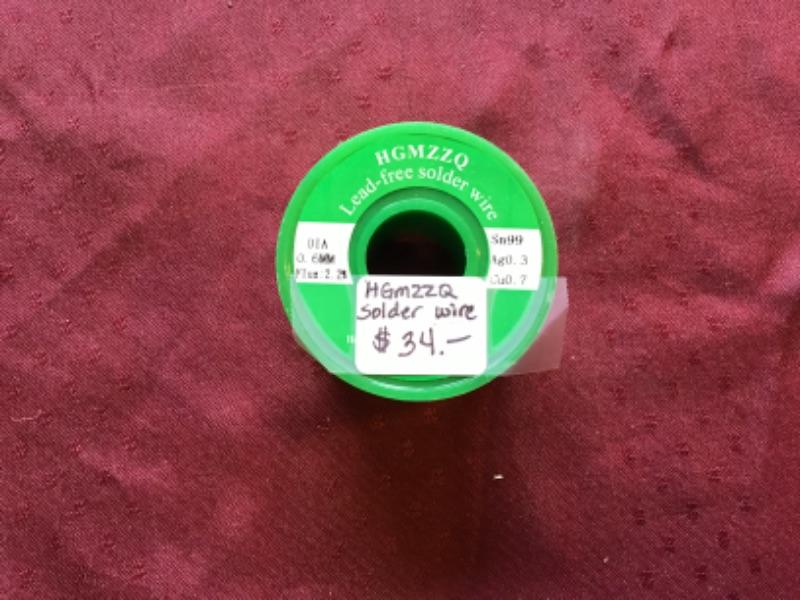 HGMZZQ
Lead-free solder wire
DIA
0.6MM
Flux:2.2%
Sn99
Ag0.3
Cu0.7
HGmZZQ
Solder wire
$34.—